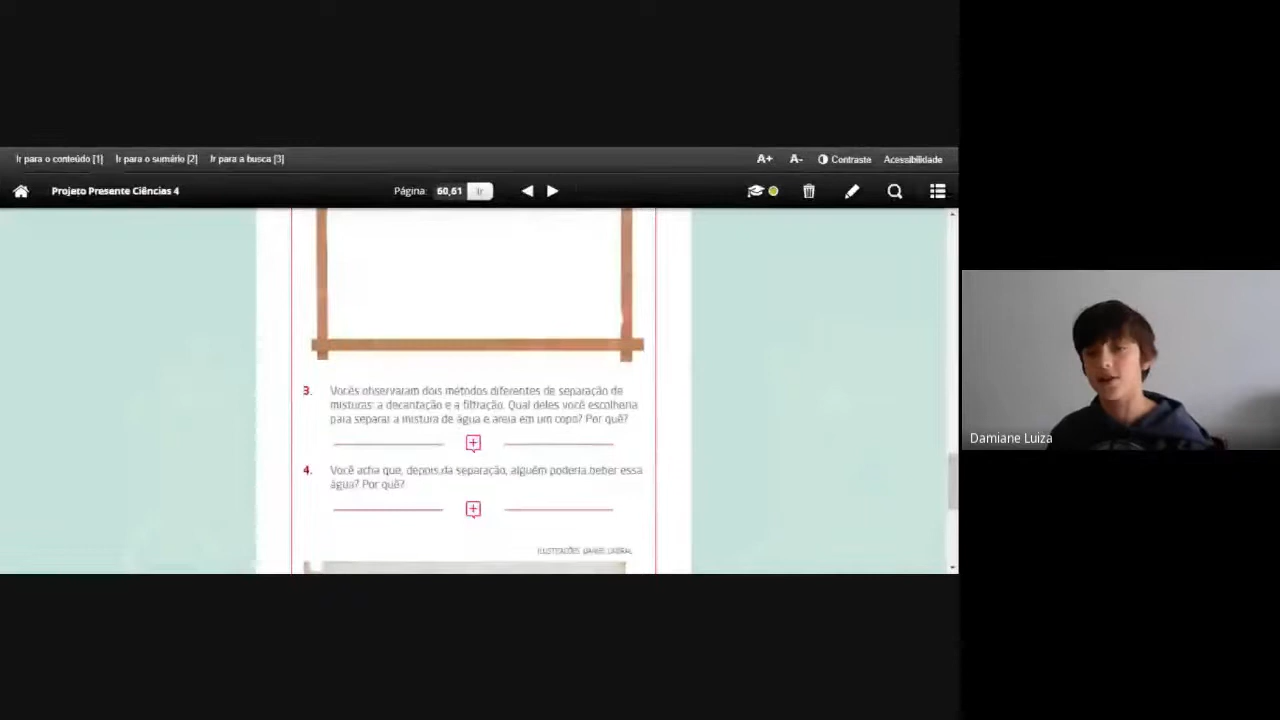 Ir para o conteúdo [1] Ir para o sumário [2] Ir para a busca [3] A+ A- Contraste Acessibilidade
Projeto Presente Ciências 4 Página: 60,61 Ir
3. Vocês observaram dois métodos diferentes de separação de
misturas: a decantação e a filtração. Qual deles você escolheria
para separar a mistura de água e areia em um copo? Por quê?
4. Você acha que, depois da separação, alguém poderia beber essa
água? Por quê?
ILUSTRAÇÕES:
Damiane Luiza